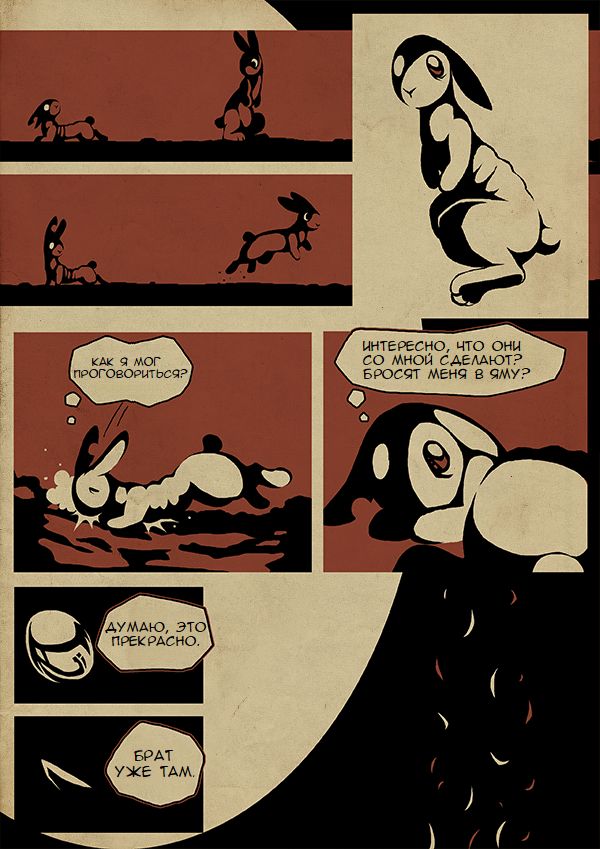 КАК Я МОГ
ПРОГОВОРИТЬСЯ?
ИНТЕРЕСНО, ЧТО ОНИ
СО МНОЙ СДЕЛАЮТ?
БРОСЯТ МЕНЯ В ЯМУ?
ДУМАЮ, ЭТО
ПРЕКРАСНО.
БРАТ
УЖЕ ТАМ.